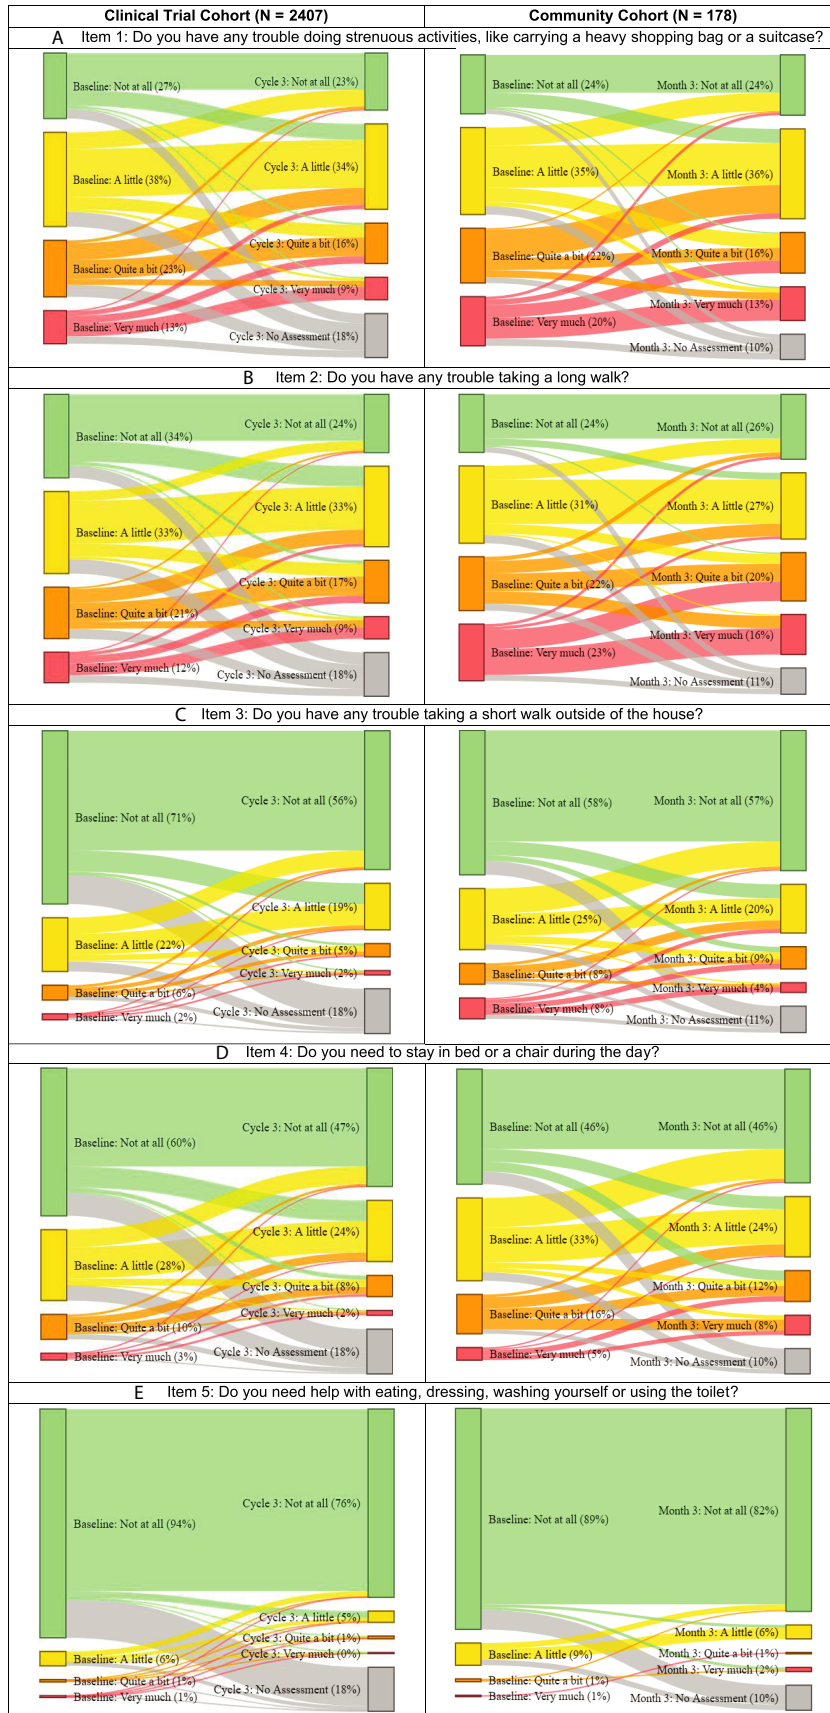 Clinical Trial Cohort (N = 2407)
Community Cohort (N = 178)
A Item 1: Do you have any trouble doing strenuous activities, like carrying a heavy shopping bag or a suitcase?
Baseline: Not at all (27%)
Cycle 3: Not at all (23%)
Baseline: A little (38%)
Cycle 3: A little (34%)
Baseline: Quite a bit (23%)
Cycle 3: Quite a bit (16%)
Cycle 3: Very much (9%)
Baseline: Very much (13%)
Cycle 3: No Assessment (18%)
Baseline: Not at all (24%)
Month 3: Not at all (24%)
Baseline: A little (35%)
Month 3: A little (36%)
Baseline: Quite a bit (22%)
Month 3: Quite a bit (16%)
Month 3: Very much (13%)
Baseline: Very much (20%)
Month 3: No Assessment (10%)
B Item 2: Do you have any trouble taking a long walk?
Baseline: Not at all (34%)
Cycle 3: Not at all (24%)
Baseline: A little (33%)
Cycle 3: A little (33%)
Baseline: Quite a bit (21%)
Cycle 3: Quite a bit (17%)
Cycle 3: Very much (9%)
Baseline: Very much (12%)
Cycle 3: No Assessment (18%)
Baseline: Not at all (24%)
Month 3: Not at all (26%)
Baseline: A little (31%)
Month 3: A little (27%)
Baseline: Quite a bit (22%)
Month 3: Quite a bit (20%)
Month 3: Very much (16%)
Baseline: Very much (23%)
Month 3: No Assessment (11%)
C Item 3: Do you have any trouble taking a short walk outside of the house?
Baseline: Not at all (71%)
Cycle 3: Not at all (56%)
Baseline: A little (22%)
Cycle 3: A little (19%)
Cycle 3: Quite a bit (5%)
Cycle 3: Very much (2%)
Baseline: Quite a bit (6%)
Baseline: Very much (2%)
Cycle 3: No Assessment (18%)
Baseline: Not at all (58%)
Month 3: Not at all (57%)
Baseline: A little (25%)
Month 3: A little (20%)
Month 3: Quite a bit (9%)
Baseline: Quite a bit (8%)
Month 3: Very much (4%)
Baseline: Very much (8%)
Month 3: No Assessment (11%)
D Item 4: Do you need to stay in bed or a chair during the day?
Baseline: Not at all (60%)
Cycle 3: Not at all (47%)
Baseline: A little (28%)
Cycle 3: A little (24%)
Cycle 3: Quite a bit (8%)
Cycle 3: Very much (2%)
Baseline: Quite a bit (10%)
Baseline: Very much (3%)
Cycle 3: No Assessment (18%)
Baseline: Not at all (46%)
Month 3: Not at all (46%)
Baseline: A little (33%)
Month 3: A little (24%)
Month 3: Quite a bit (12%)
Baseline: Quite a bit (16%)
Month 3: Very much (8%)
Baseline: Very much (5%)
Month 3: No Assessment (10%)
E Item 5: Do you need help with eating, dressing, washing yourself or using the toilet?
Baseline: Not at all (94%)
Cycle 3: Not at all (76%)
Cycle 3: A little (5%)
Cycle 3: Quite a bit (1%)
Cycle 3: Very much (0%)
Baseline: A little (6%)
Baseline: Quite a bit (1%)
Baseline: Very much (1%)
Cycle 3: No Assessment (18%)
Baseline: Not at all (89%)
Month 3: Not at all (82%)
Month 3: A little (6%)
Baseline: A little (9%)
Month 3: Quite a bit (1%)
Month 3: Very much (2%)
Baseline: Quite a bit (1%)
Baseline: Very much (1%)
Month 3: No Assessment (10%)